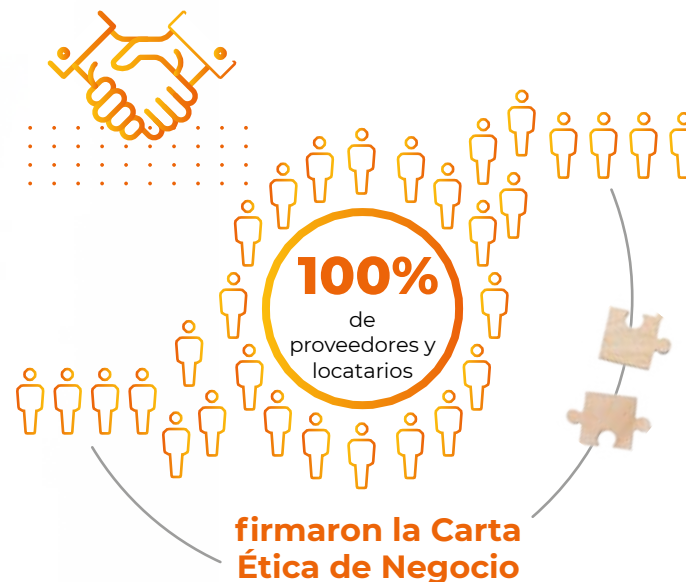 100%
de
proveedores y
locatarios
firmaron la Carta
Ética de Negocio